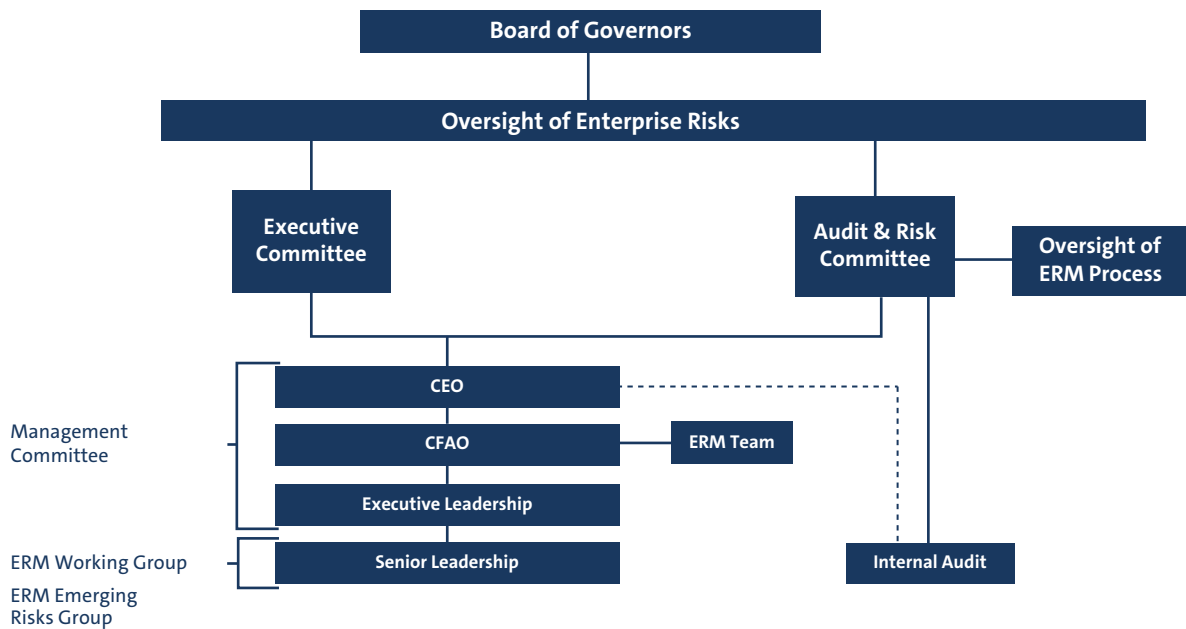 Board of Governors
Oversight of Enterprise Risks
Executive
Committee
Audit & Risk
Committee
Oversight of
ERM Process
CEO
Management
Committee
CFAO
ERM Team
Executive Leadership
ERM Working Group
Senior Leadership
Internal Audit
ERM Emerging
Risks Group